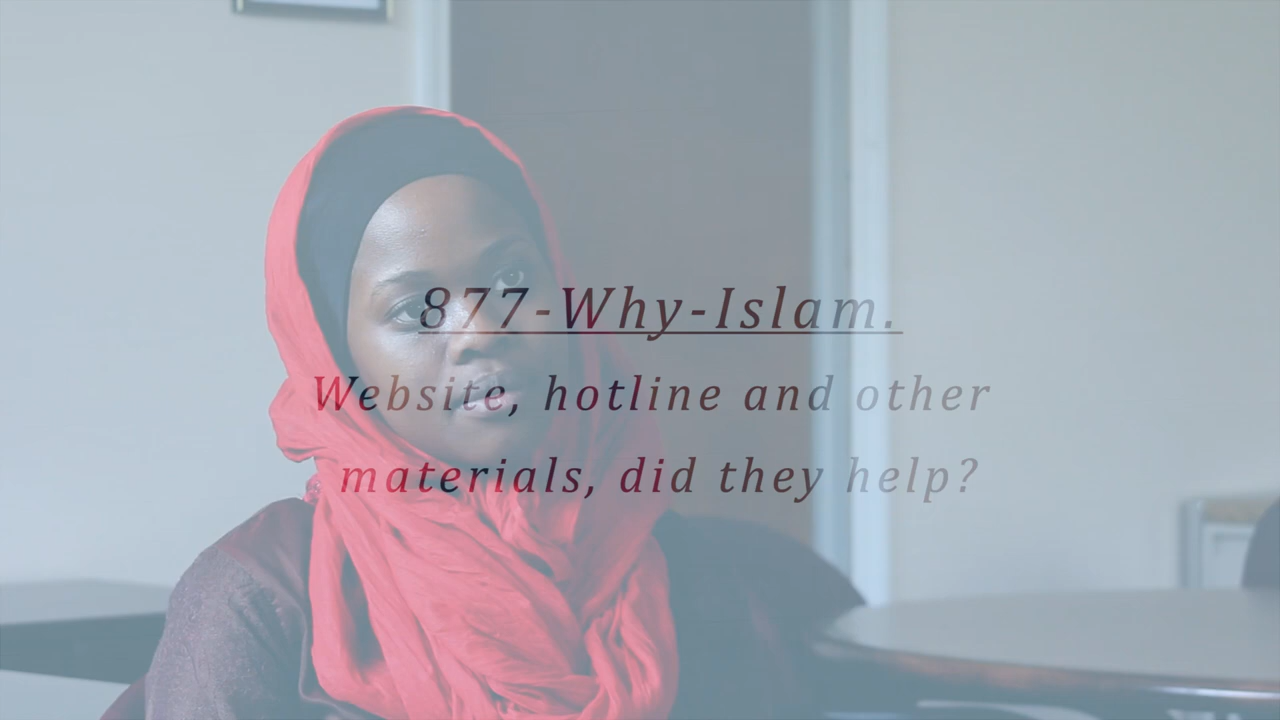 877-Why-Islam.
Website, hotline and other
materials, did they help?